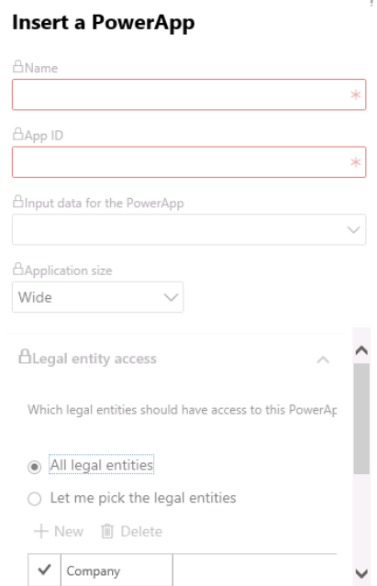 Insert a PowerApp
Name
*
App ID
*
Input data for the PowerApp
Application size
Wide
Legal entity access
Which legal entities should have access to this PowerAp
All legal entities
Let me pick the legal entities
+ New Delete
Company